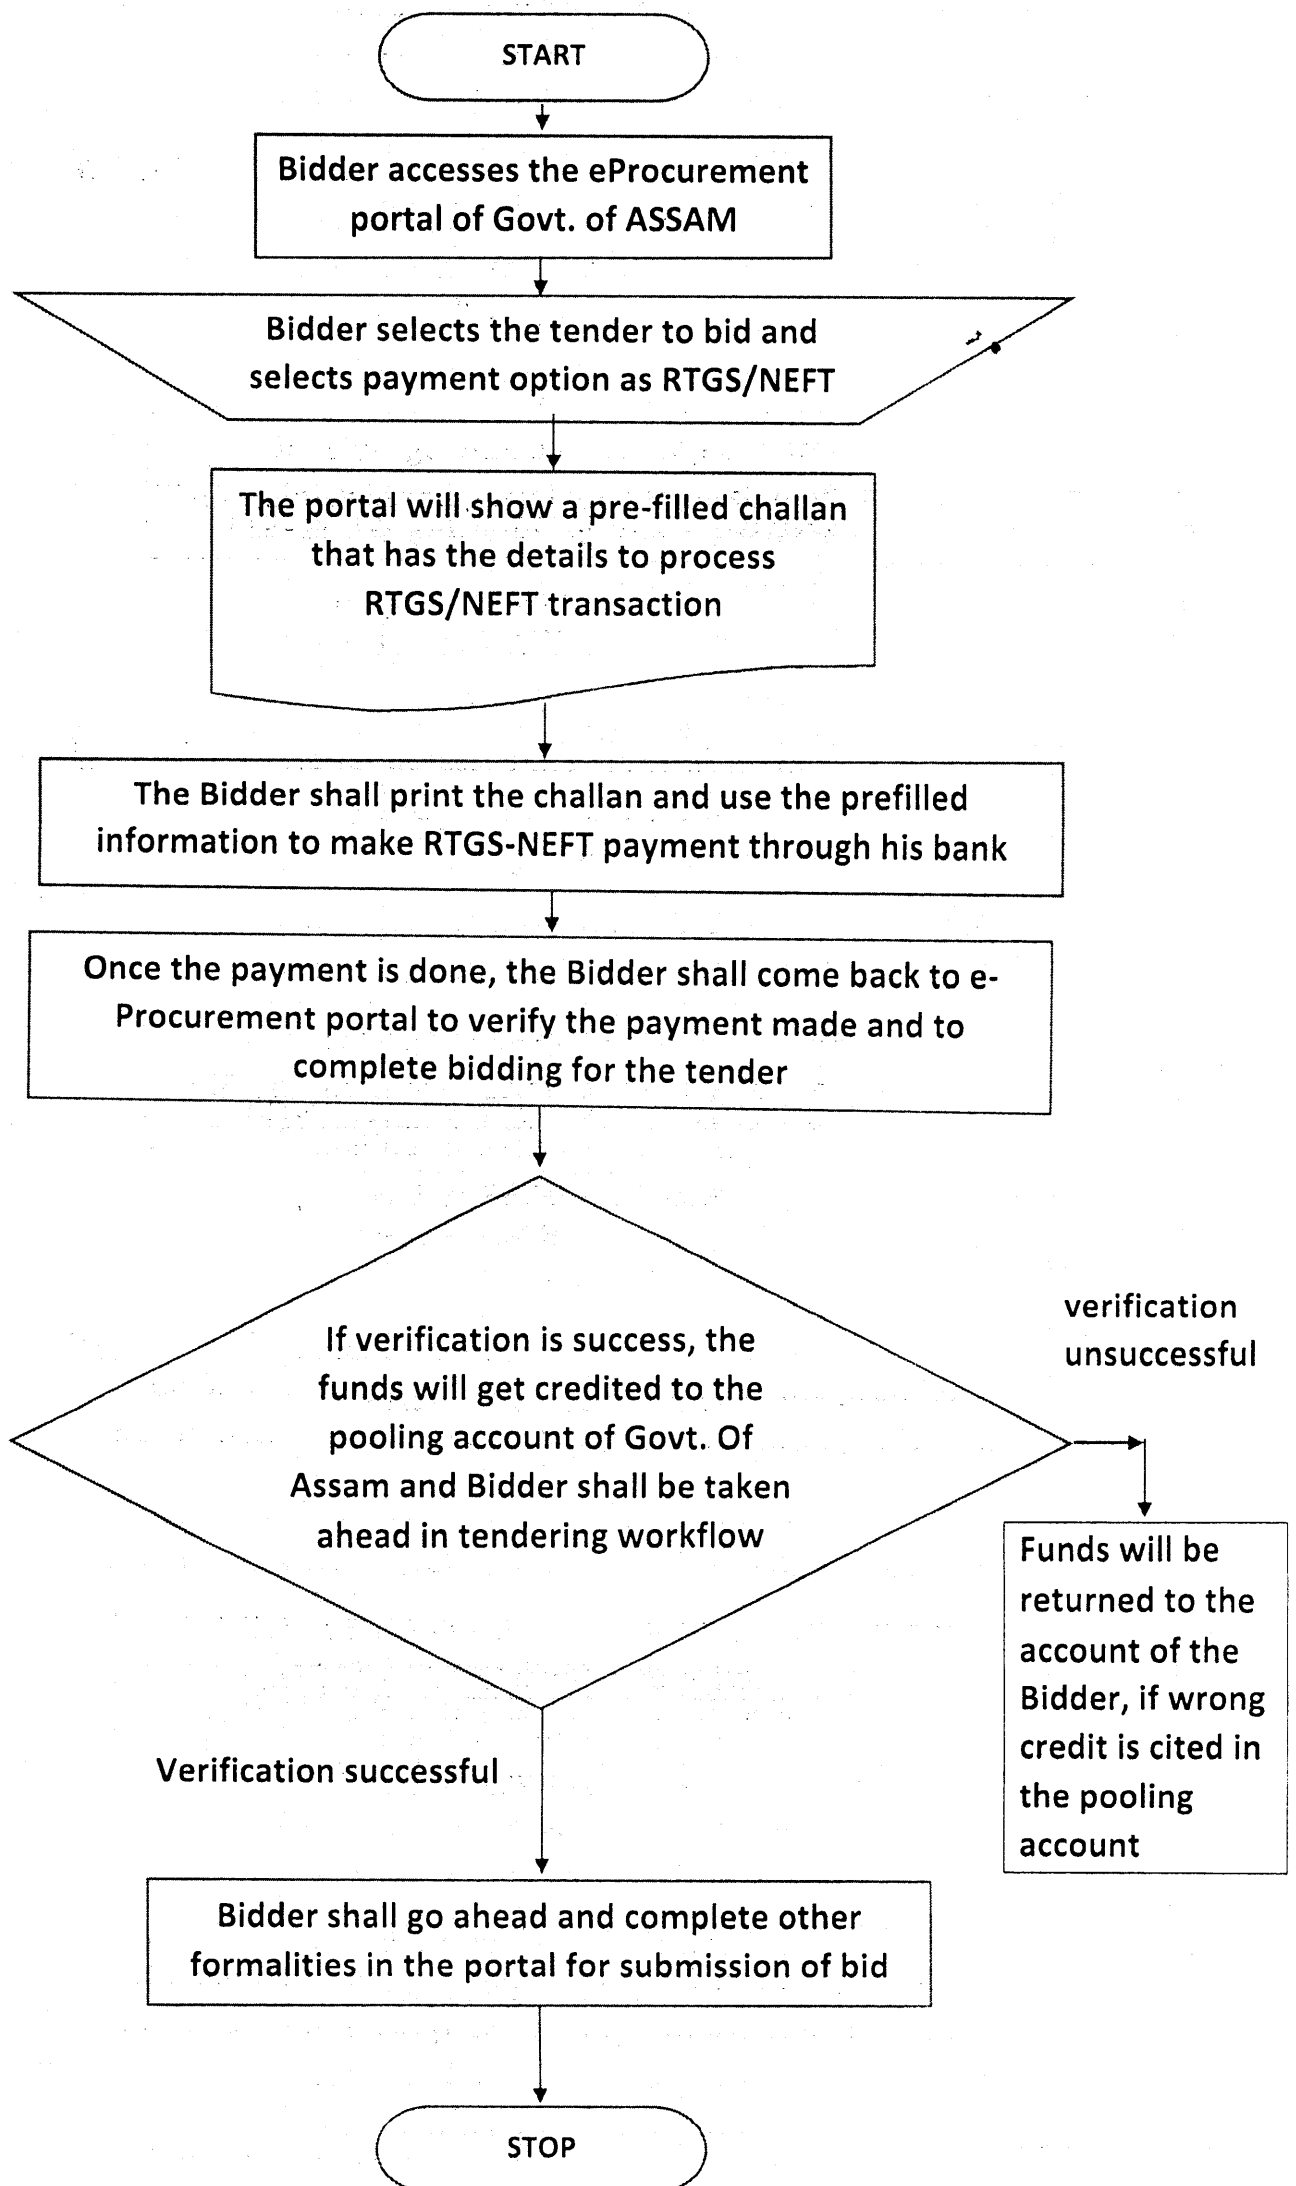 START
Bidder accesses the eProcurement
portal of Govt. of ASSAM
Bidder selects the tender to bid and
selects payment option as RTGS/NEFT
The portal will show a pre-filled challan
that has the details to process
RTGS/NEFT transaction
The Bidder shall print the challan and use the prefilled
information to make RTGS-NEFT payment through his bank
Once the payment is done, the Bidder shall come back to e-
Procurement portal to verify the payment made and to
complete bidding for the tender
If verification is success, the
funds will get credited to the
pooling account of Govt. Of
Assam and Bidder shall be taken
ahead in tendering workflow
verification
unsuccessful
Funds will be
returned to the
account of the
Bidder, if wrong
credit is cited in
the pooling
account
Verification successful
Bidder shall go ahead and complete other
formalities in the portal for submission of bid
STOP